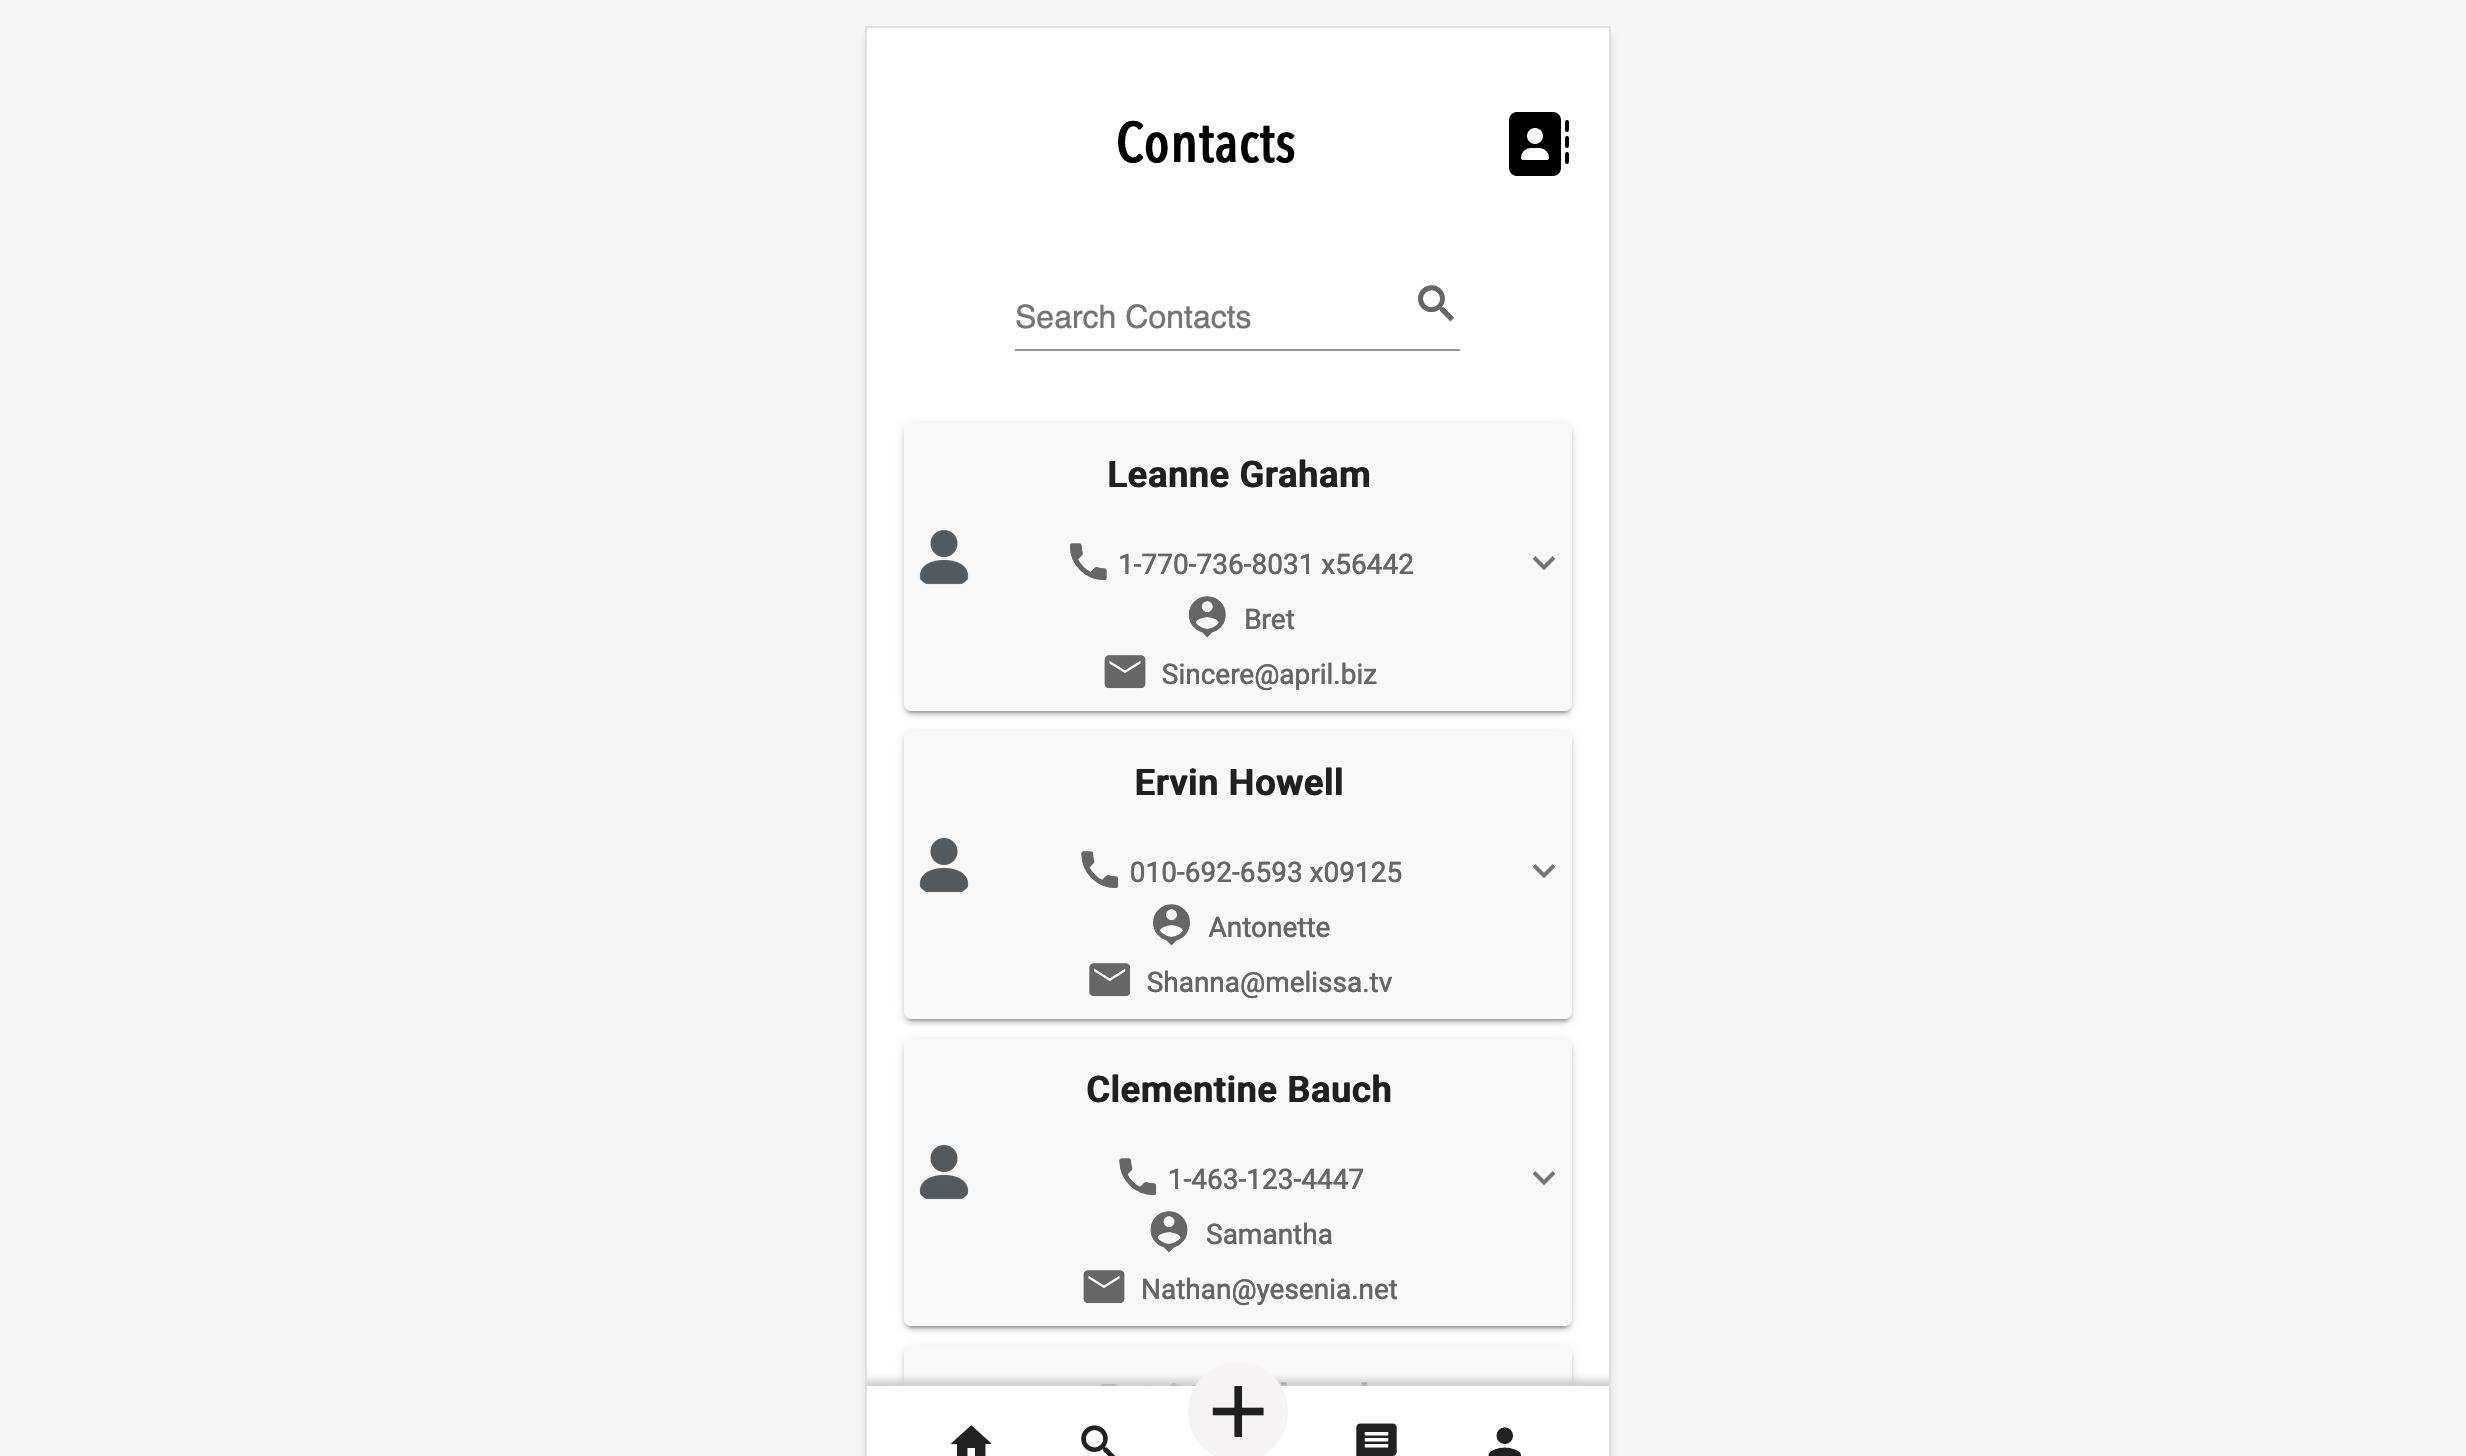 Contacts
Search Contacts
Leanne Graham
1-770-736-8031 x56442
Bret
Sincere@april.biz
Ervin Howell
010-692-6593 x09125
Antonette
Shanna@melissa.tv
Clementine Bauch
1-463-123-4447
Samantha
Nathan@yesenia.net